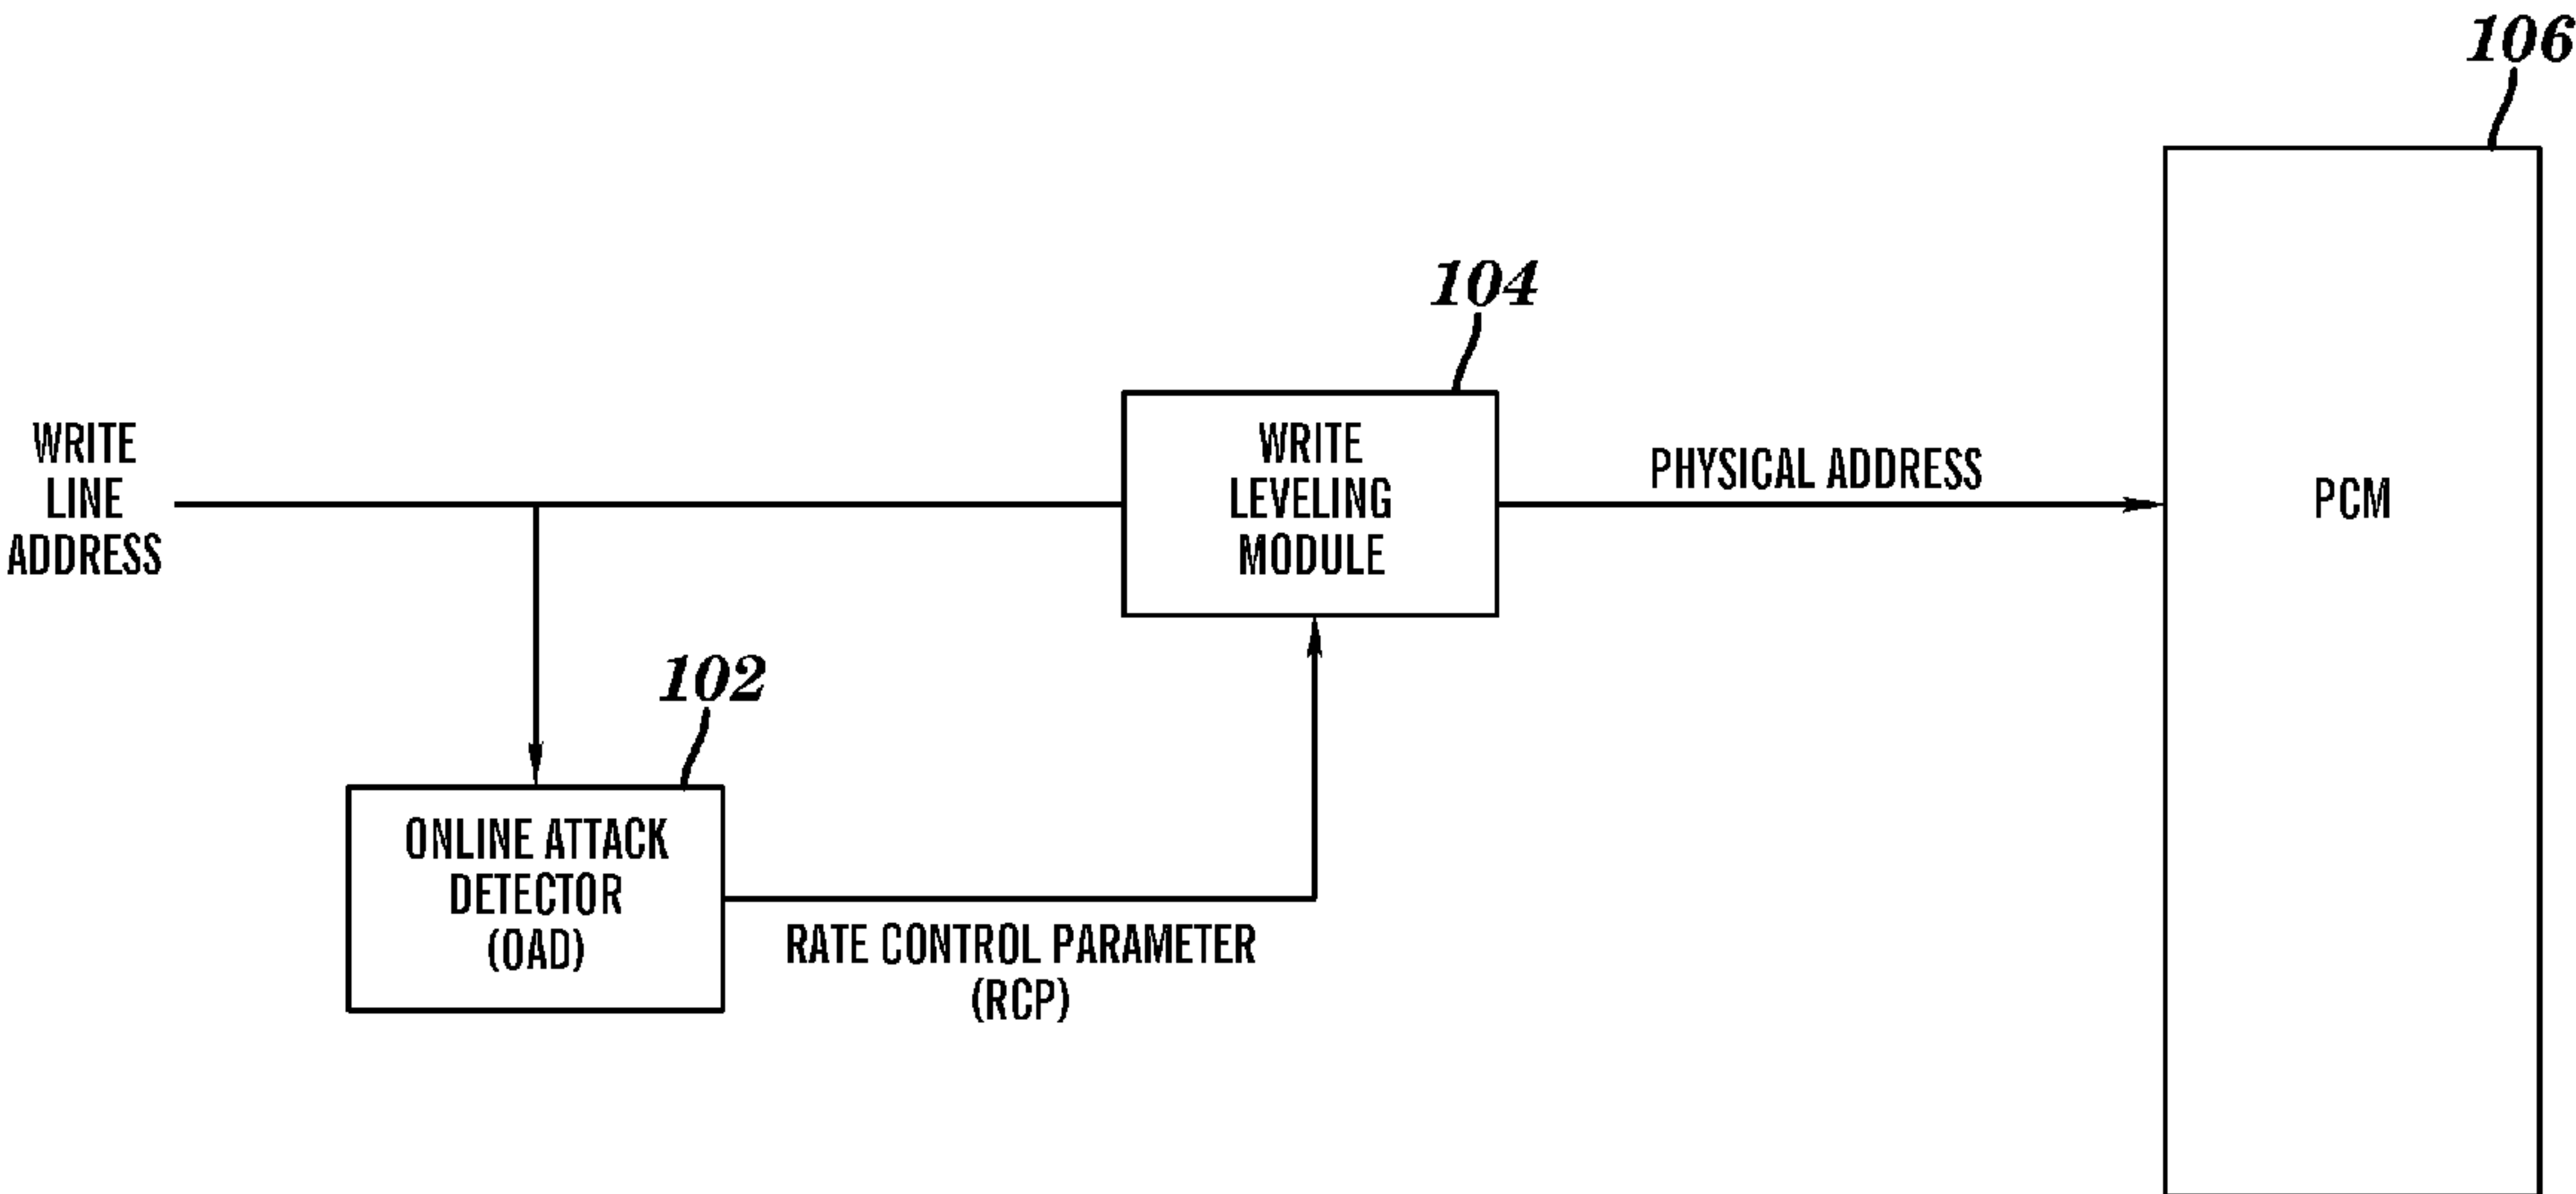 106
104
WRITE
LINE
ADDRESS
WRITE
LEVELING
MODULE
PHYSICAL ADDRESS
PCM
102
ONLINE ATTACK
DETECTOR
(OAD)
RATE CONTROL PARAMETER
(RCP)